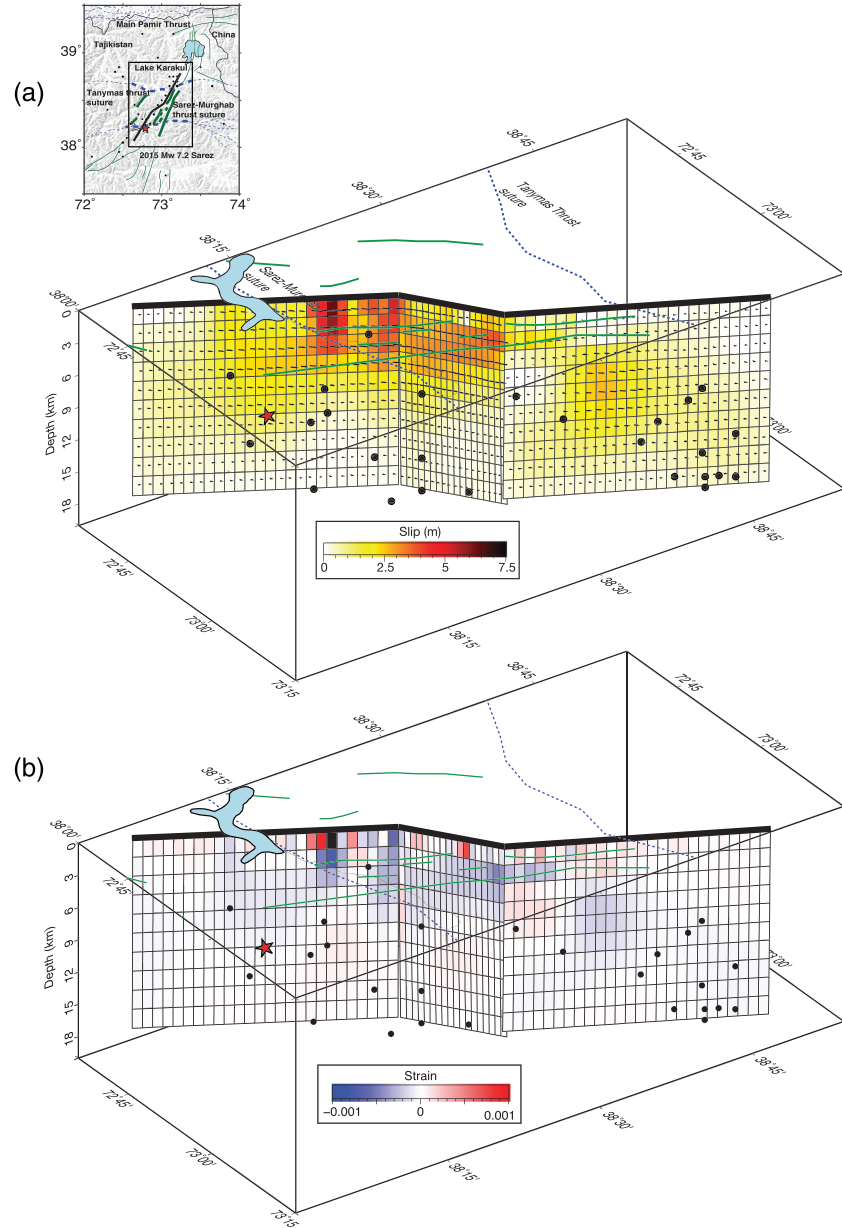 (a)
Main Pamir Thrust
China
Tajikistan
39°
Lake Karakul
Tanymas thrust
suture
Sarez-Murghab
thrust suture
38°
2015 Mw 7.2 Sarez
72
73
74
38°45'
72°45'
38°30'
Tanymas Thrust
suture
73°00'
38°15'
Sarez-Mur
suture
38°00'
0
3
6
9
12
15
18
Depth (km)
72°45'
73°00'
Slip (m)
0
2.5
5
7.5
38°45'
72°45'
38°30'
73°00'
38°15'
73°15'
(b)
38°45'
72°45'
38°30'
73°00'
38°15'
38°00'
0
3
6
9
12
15
18
Depth (km)
72°45'
73°00'
Strain
−0.001
0
0.001
38°45'
72°45'
38°30'
73°00'
38°15'
73°15'